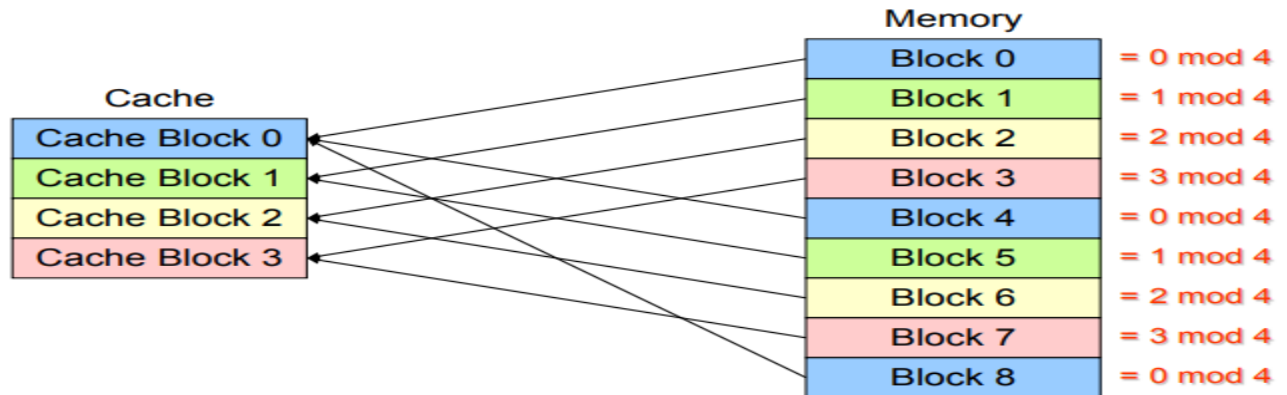 Memory
Block 0 = 0 mod 4
Block 1 = 1 mod 4
Cache
Cache Block 0 Block 2 = 2 mod 4
Cache Block 1 Block 3 = 3 mod 4
Cache Block 2 Block 4 = 0 mod 4
Cache Block 3 Block 5 = 1 mod 4
Block 6 = 2 mod 4
Block 7 = 3 mod 4
Block 8 = 0 mod 4